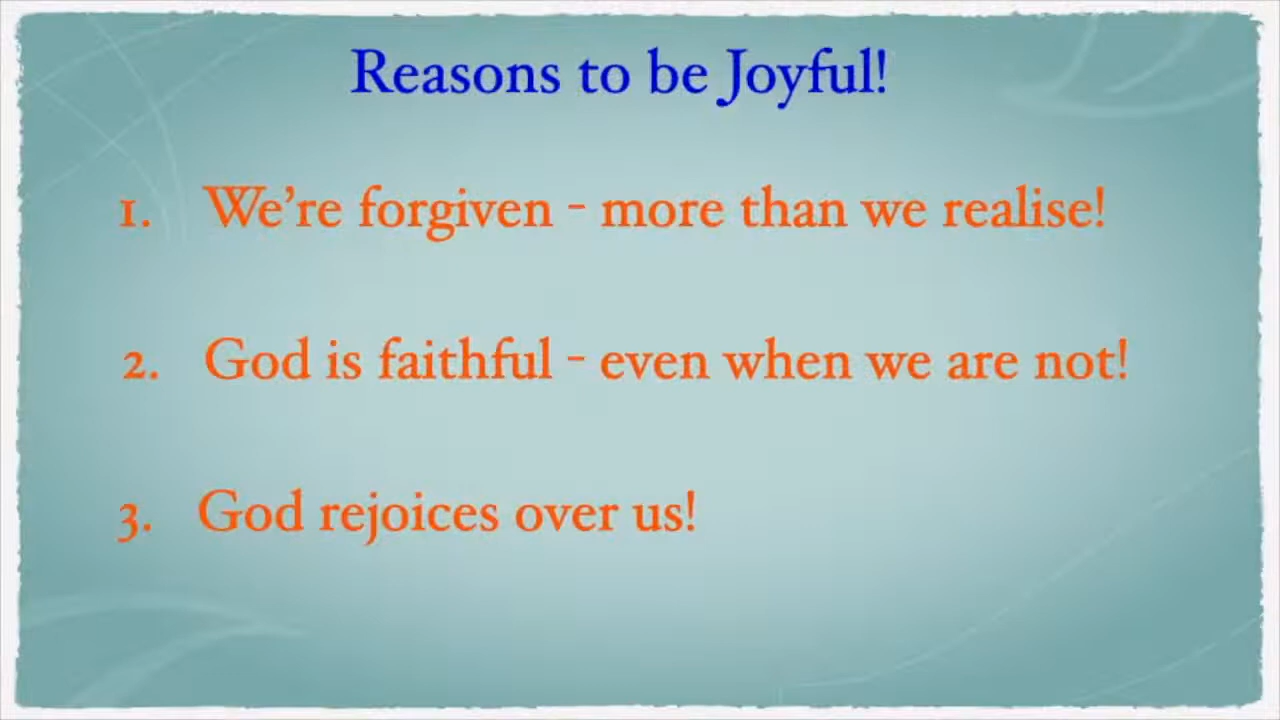 Reasons to be Joyful!
1. We’re forgiven - more than we realise!
2. God is faithful - even when we are not!
3. God rejoices over us!